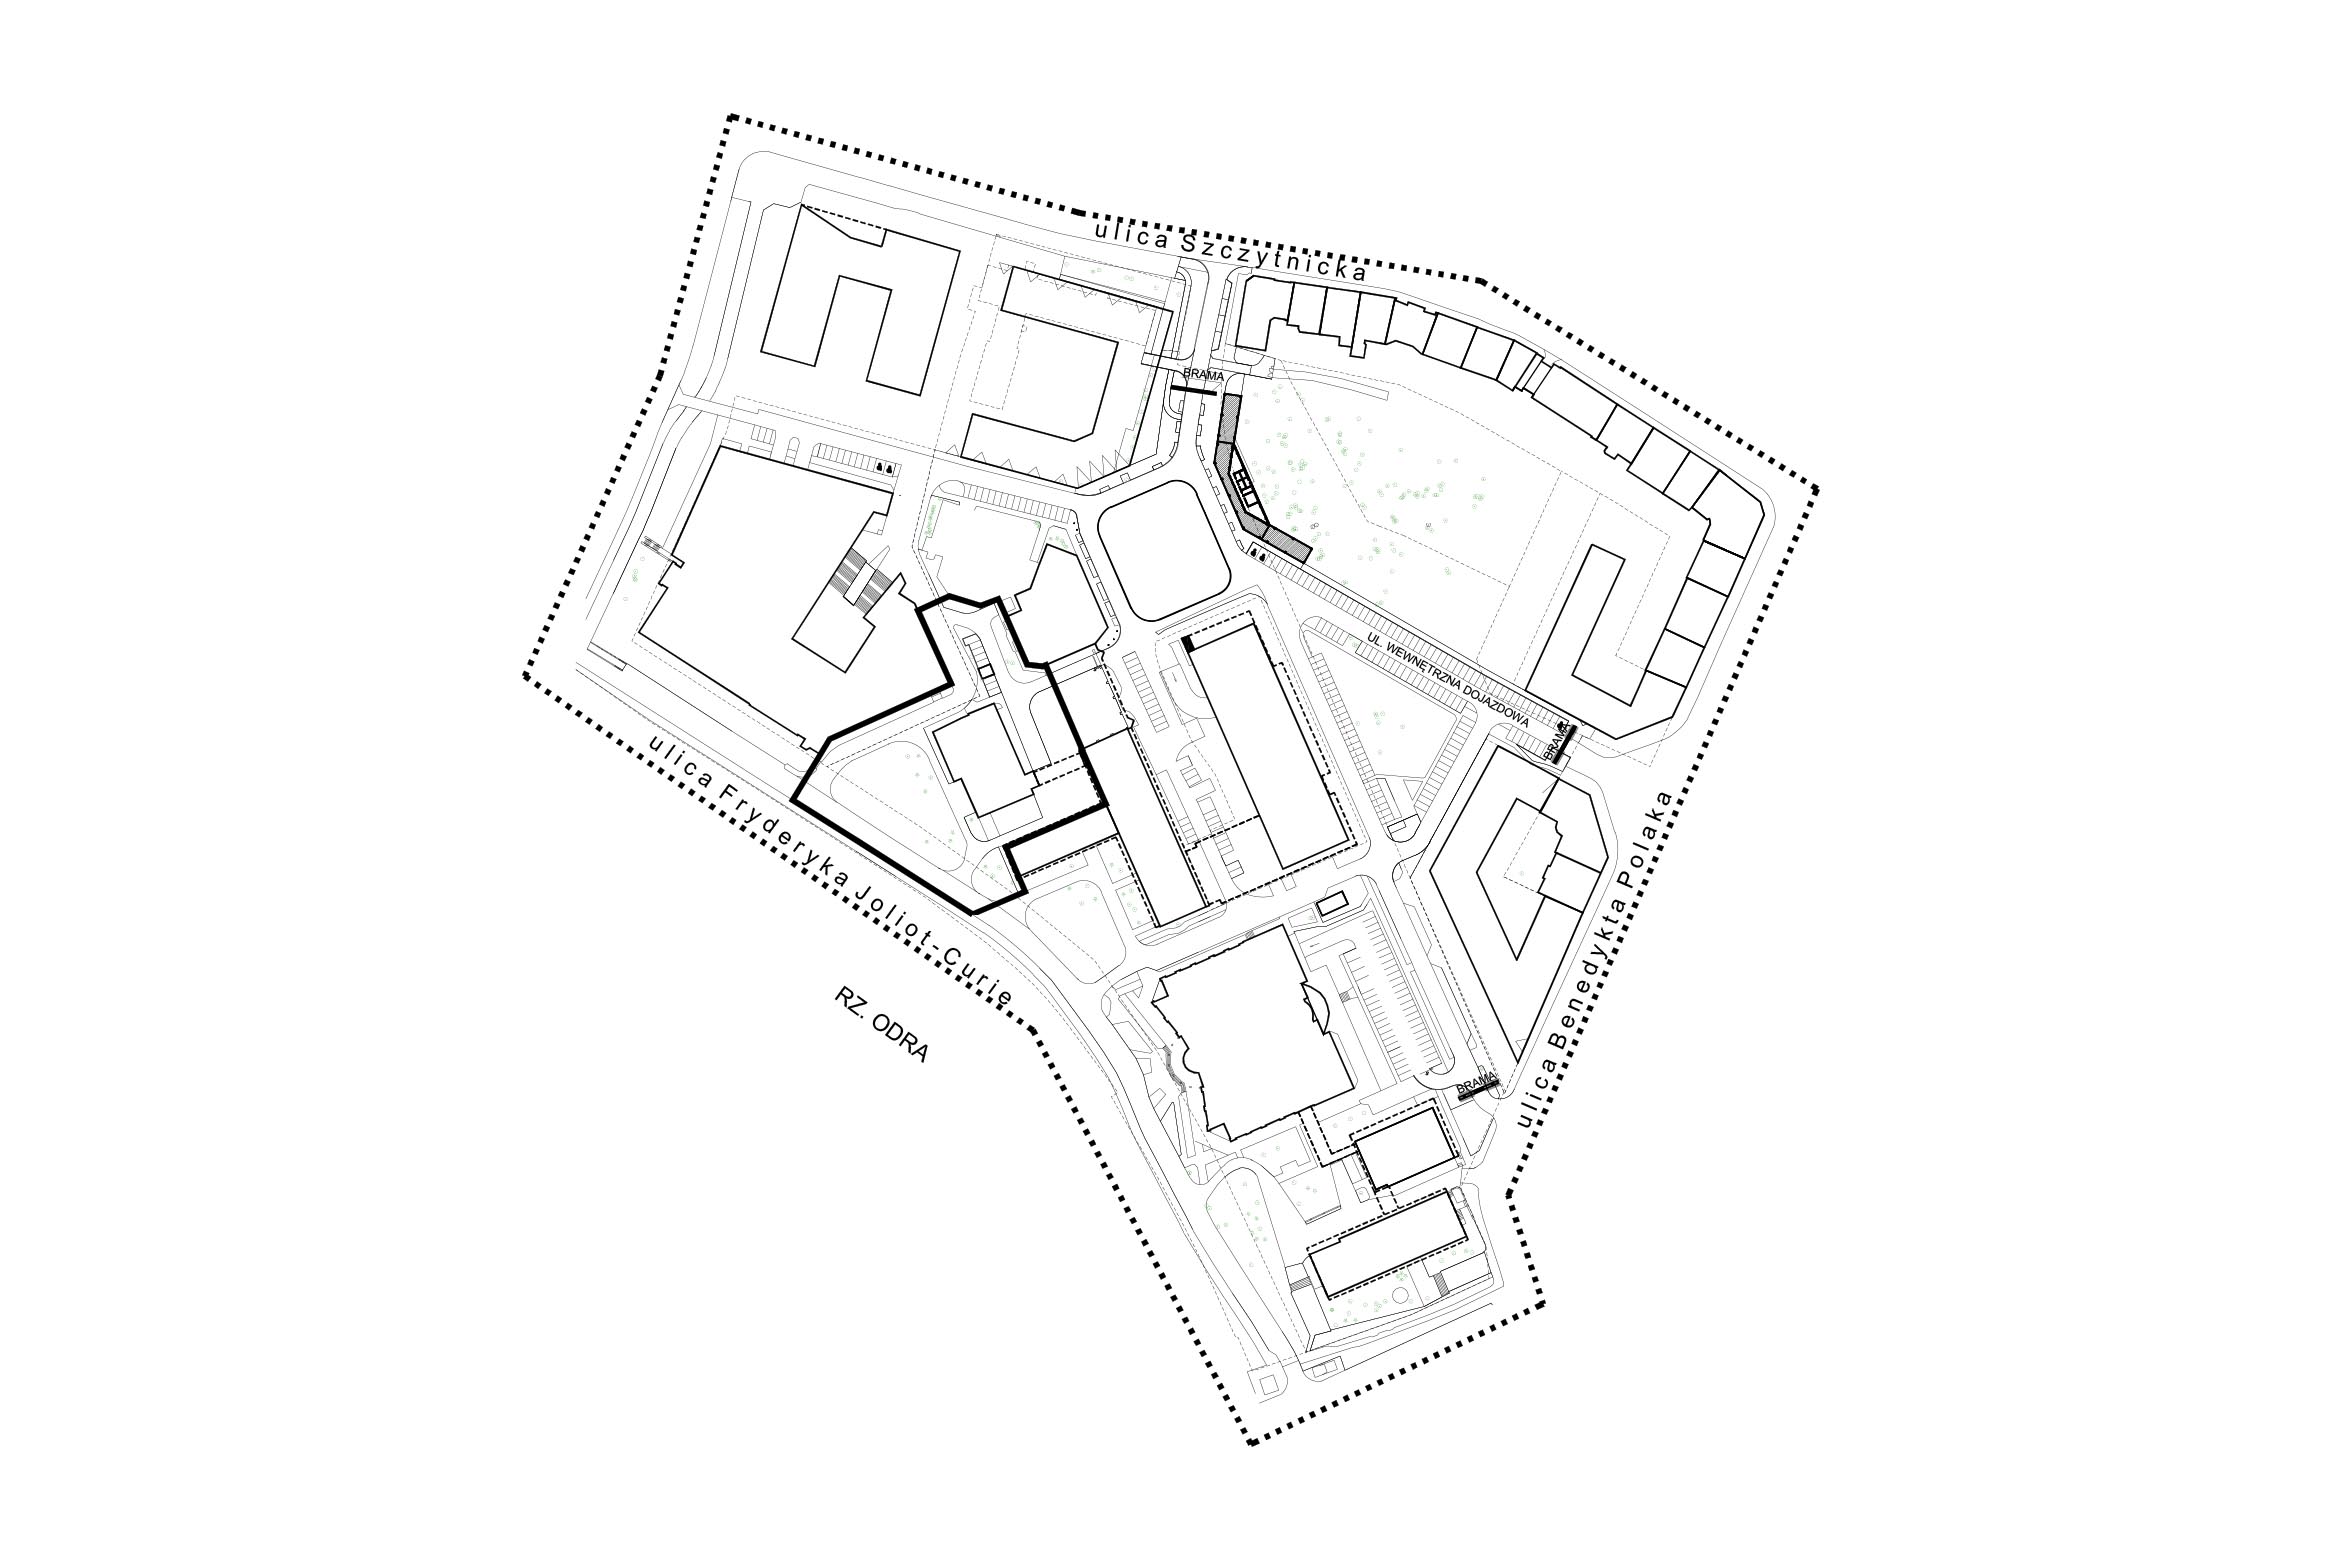 ulica Szczytnicka
BRAMA
UL. WEWNĘTRZNA DOJAZDOWA
BRAMA
ulica Fryderyka Joliot-Curie
ulica Benedykta Polaka
RZ. ODRA
BRAMA